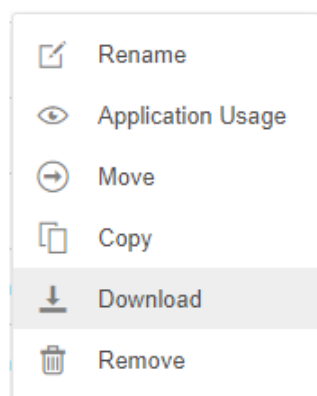 Rename
Application Usage
Move
Copy
Download
Remove